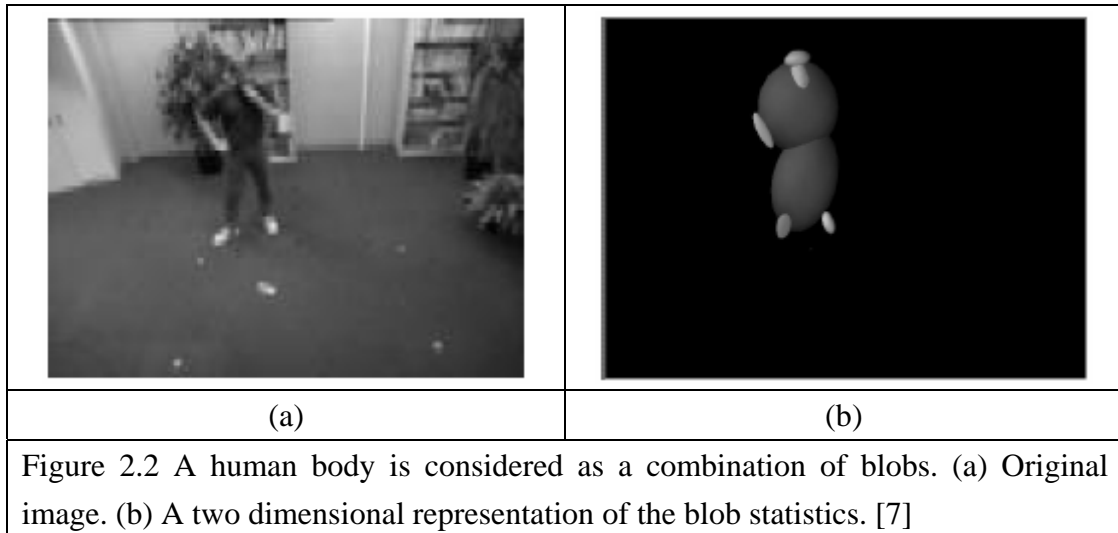 (a)
(b)
Figure 2.2 A human body is considered as a combination of blobs. (a) Original
image. (b) A two dimensional representation of the blob statistics. [7]